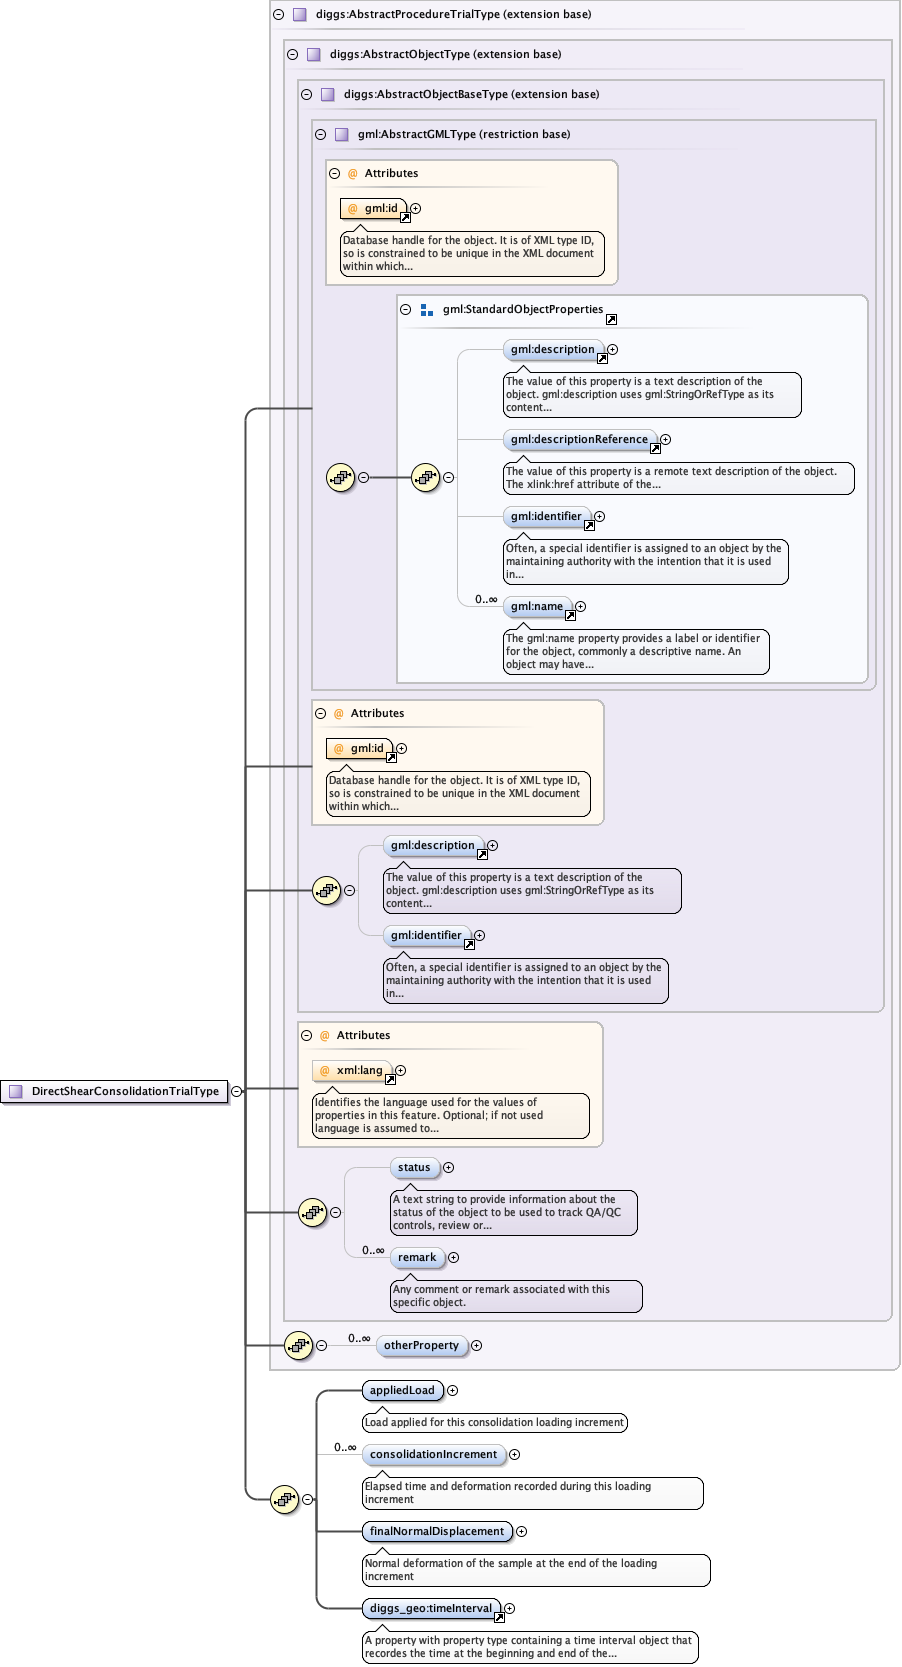 diggs:AbstractProcedureTrialType (extension base)
diggs:AbstractObjectType (extension base)
diggs:AbstractObjectBaseType (extension base)
gml:AbstractGMLType (restriction base)
@ Attributes
@ gml:id
Database handle for the object. It is of XML type ID,
so is constrained to be unique in the XML document
within which...
gml:StandardObjectProperties
gml:description
The value of this property is a text description of the
object. gml:description uses gml:StringOrRefType as its
content...
gml:descriptionReference
The value of this property is a remote text description of the object.
The xlink:href attribute of the...
gml:identifier
Often, a special identifier is assigned to an object by the
maintaining authority with the intention that it is used
in...
0..∞
gml:name
The gml:name property provides a label or identifier
for the object, commonly a descriptive name. An
object may have...
@ Attributes
@ gml:id
Database handle for the object. It is of XML type ID,
so is constrained to be unique in the XML document
within which...
gml:description
The value of this property is a text description of the
object. gml:description uses gml:StringOrRefType as its
content...
gml:identifier
Often, a special identifier is assigned to an object by the
maintaining authority with the intention that it is used
in...
@ Attributes
@ xml:lang
DirectShearConsolidationTrialType
Identifies the language used for the values of
properties in this feature. Optional; if not used
language is assumed to...
status
A text string to provide information about the
status of the object to be used to track QA/QC
controls, review or...
0..∞
remark
Any comment or remark associated with this
specific object.
0..∞
otherProperty
appliedLoad
Load applied for this consolidation loading increment
0..∞
consolidationIncrement
Elapsed time and deformation recorded during this loading
increment
finalNormalDisplacement
Normal deformation of the sample at the end of the loading
increment
diggs_geo:timeInterval
A property with property type containing a time interval object that
recordes the time at the beginning and end of the...